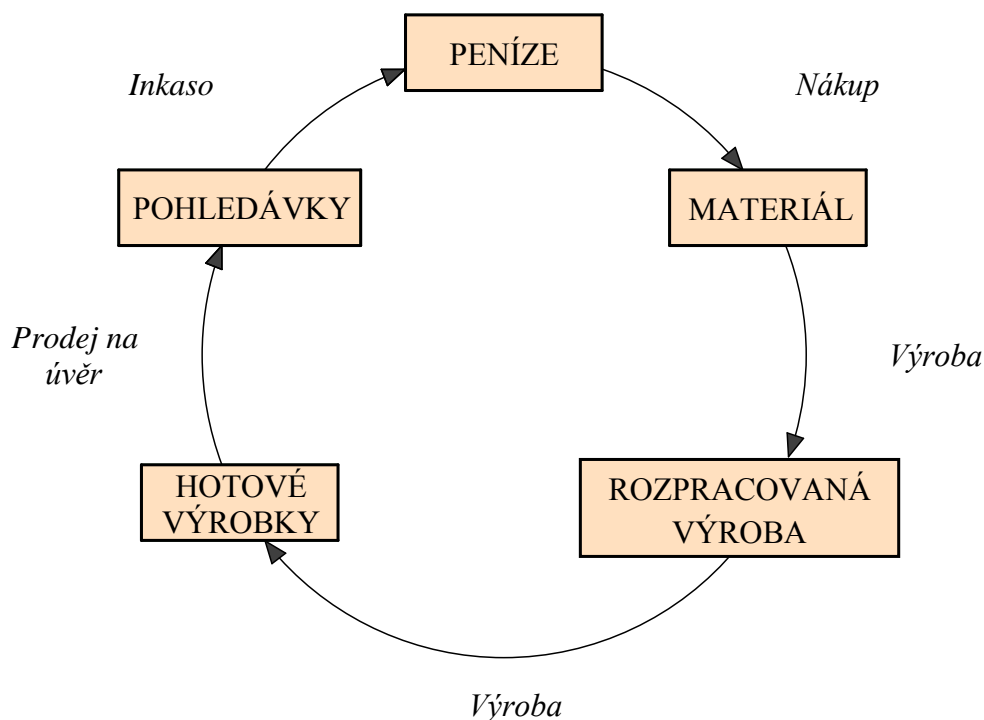 PENÍZE
Inkaso
Nákup
POHLEDÁVKY
MATERIÁL
Prodej na
úvěr
Výroba
HOTOVÉ
VÝROBKY
ROZPRACOVANÁ
VÝROBA
Výroba